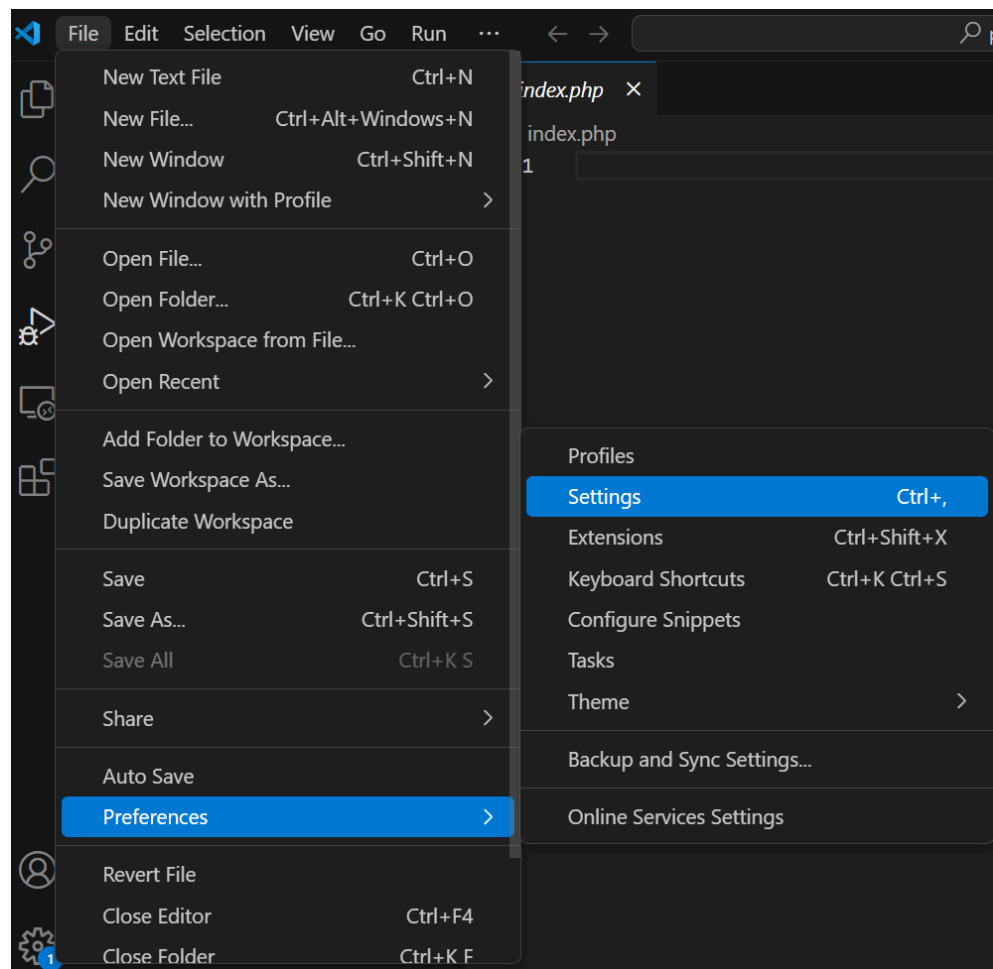 File Edit Selection View Go Run ···
New Text File Ctrl+N
New File... Ctrl+Alt+Windows+N
New Window Ctrl+Shift+N
New Window with Profile
Open File... Ctrl+O
Open Folder... Ctrl+K Ctrl+O
Open Workspace from File...
Open Recent
Add Folder to Workspace...
Save Workspace As...
Duplicate Workspace
Save Ctrl+S
Save As... Ctrl+Shift+S
Save All Ctrl+K S
Share
Auto Save
Preferences
Revert File
Close Editor Ctrl+F4
Close Folder Ctrl+K F
index.php
index.php
1
Profiles
Settings Ctrl+,
Extensions Ctrl+Shift+X
Keyboard Shortcuts Ctrl+K Ctrl+S
Configure Snippets
Tasks
Theme
Backup and Sync Settings...
Online Services Settings
1